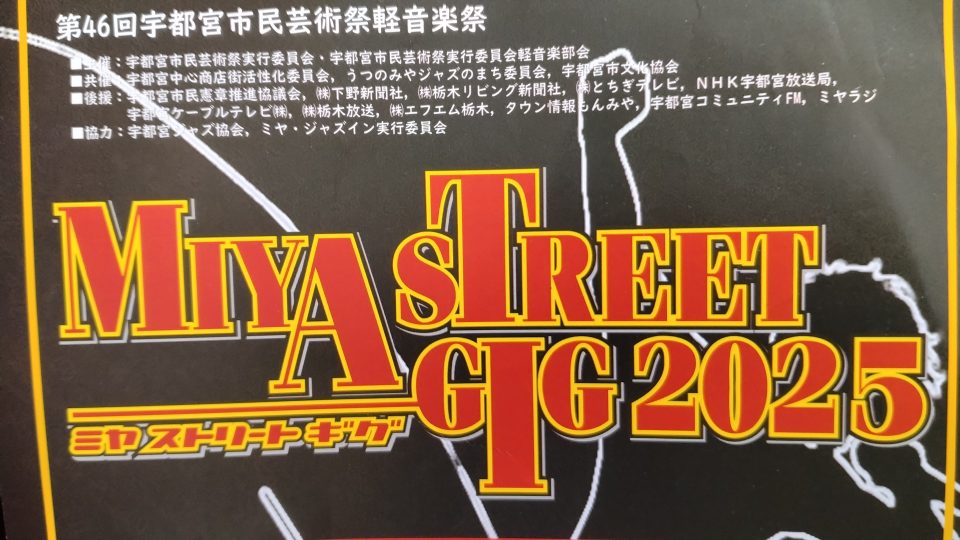 第46回宇都宮市民芸術祭軽音楽祭
■主催：宇都宮市民芸術祭実行委員会・宇都宮市民芸術祭実行委員会軽音楽部会
■共催：宇都宮中心商店街活性化委員会，うつのみやジャズのまち委員会，宇都宮市文化協会
■後援：宇都宮市民憲章推進協議会，㈱下野新聞社，㈱栃木リビング新聞社，㈱とちぎテレビ，ＮＨＫ宇都宮放送局，
宇都宮ケーブルテレビ㈱，㈱栃木放送，㈱エフエム栃木，タウン情報もんみや，宇都宮コミュニティFM，ミヤラジ
■協力：宇都宮ジャズ協会，ミヤ・ジャズイン実行委員会
MIYA STREET
GIG 2025
ミヤ ストリート ギグ